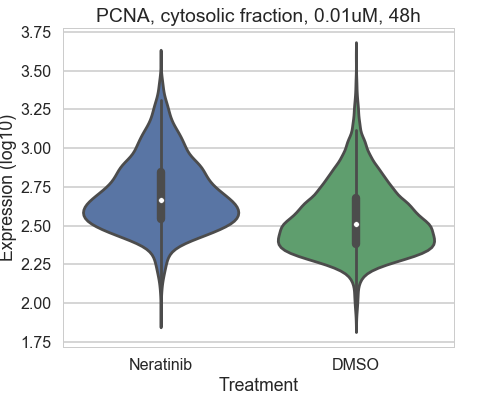 PCNA, cytosolic fraction, 0.01uM, 48h
Expression (log10)
3.75
3.50
3.25
3.00
2.75
2.50
2.25
2.00
1.75
Neratinib DMSO
Treatment